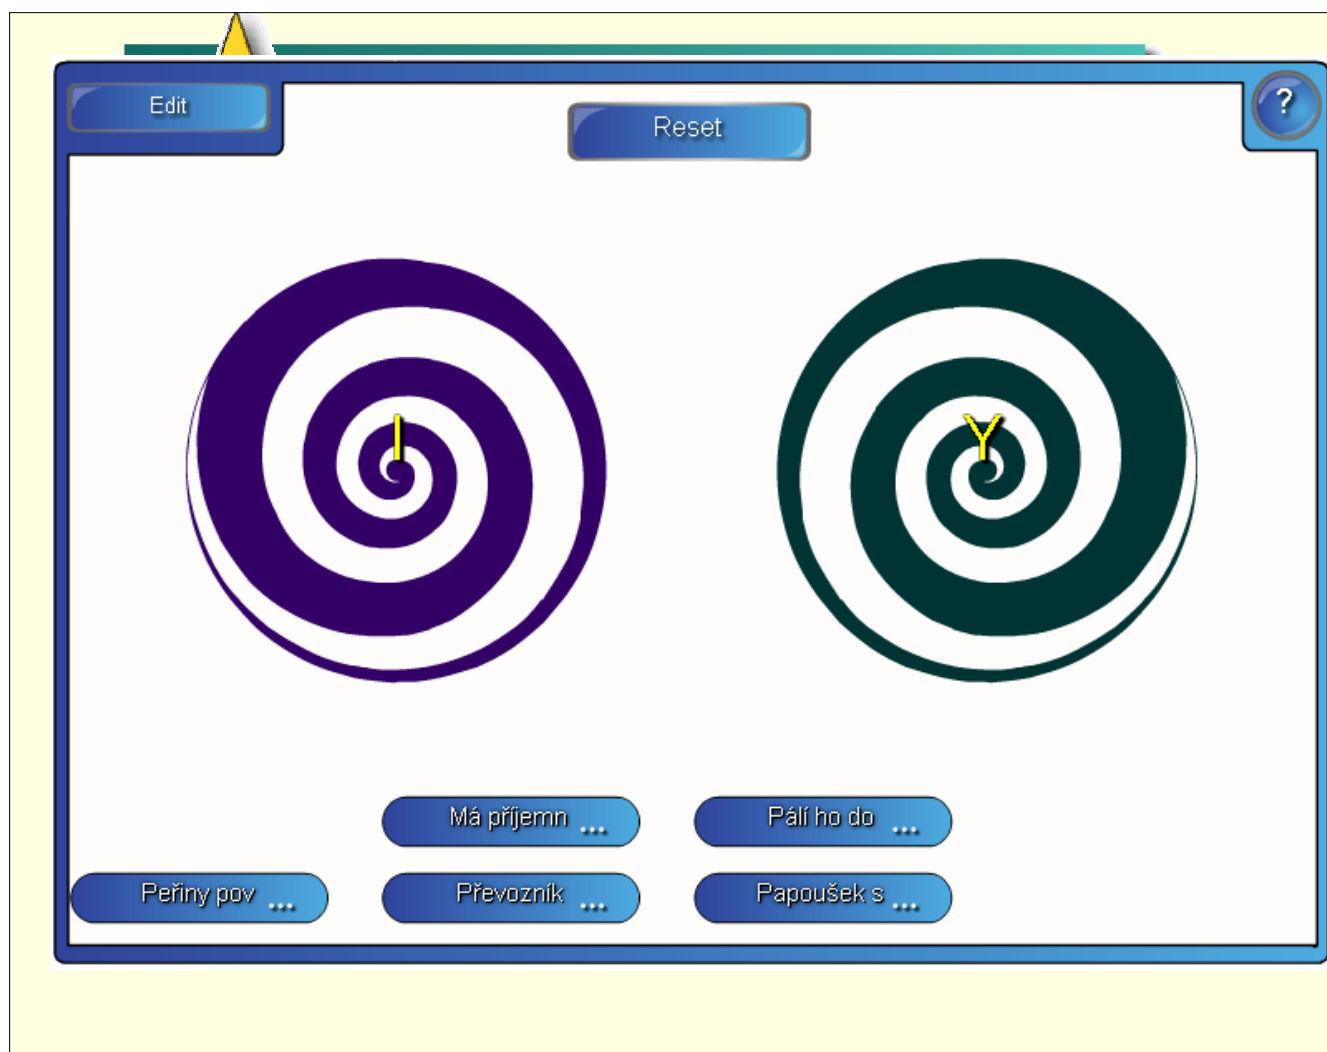 Edit
?
Reset
I
Y
Má příjemn ...
Pálí ho do ...
Peřiny pov ...
Převozník ...
Papoušek s ...